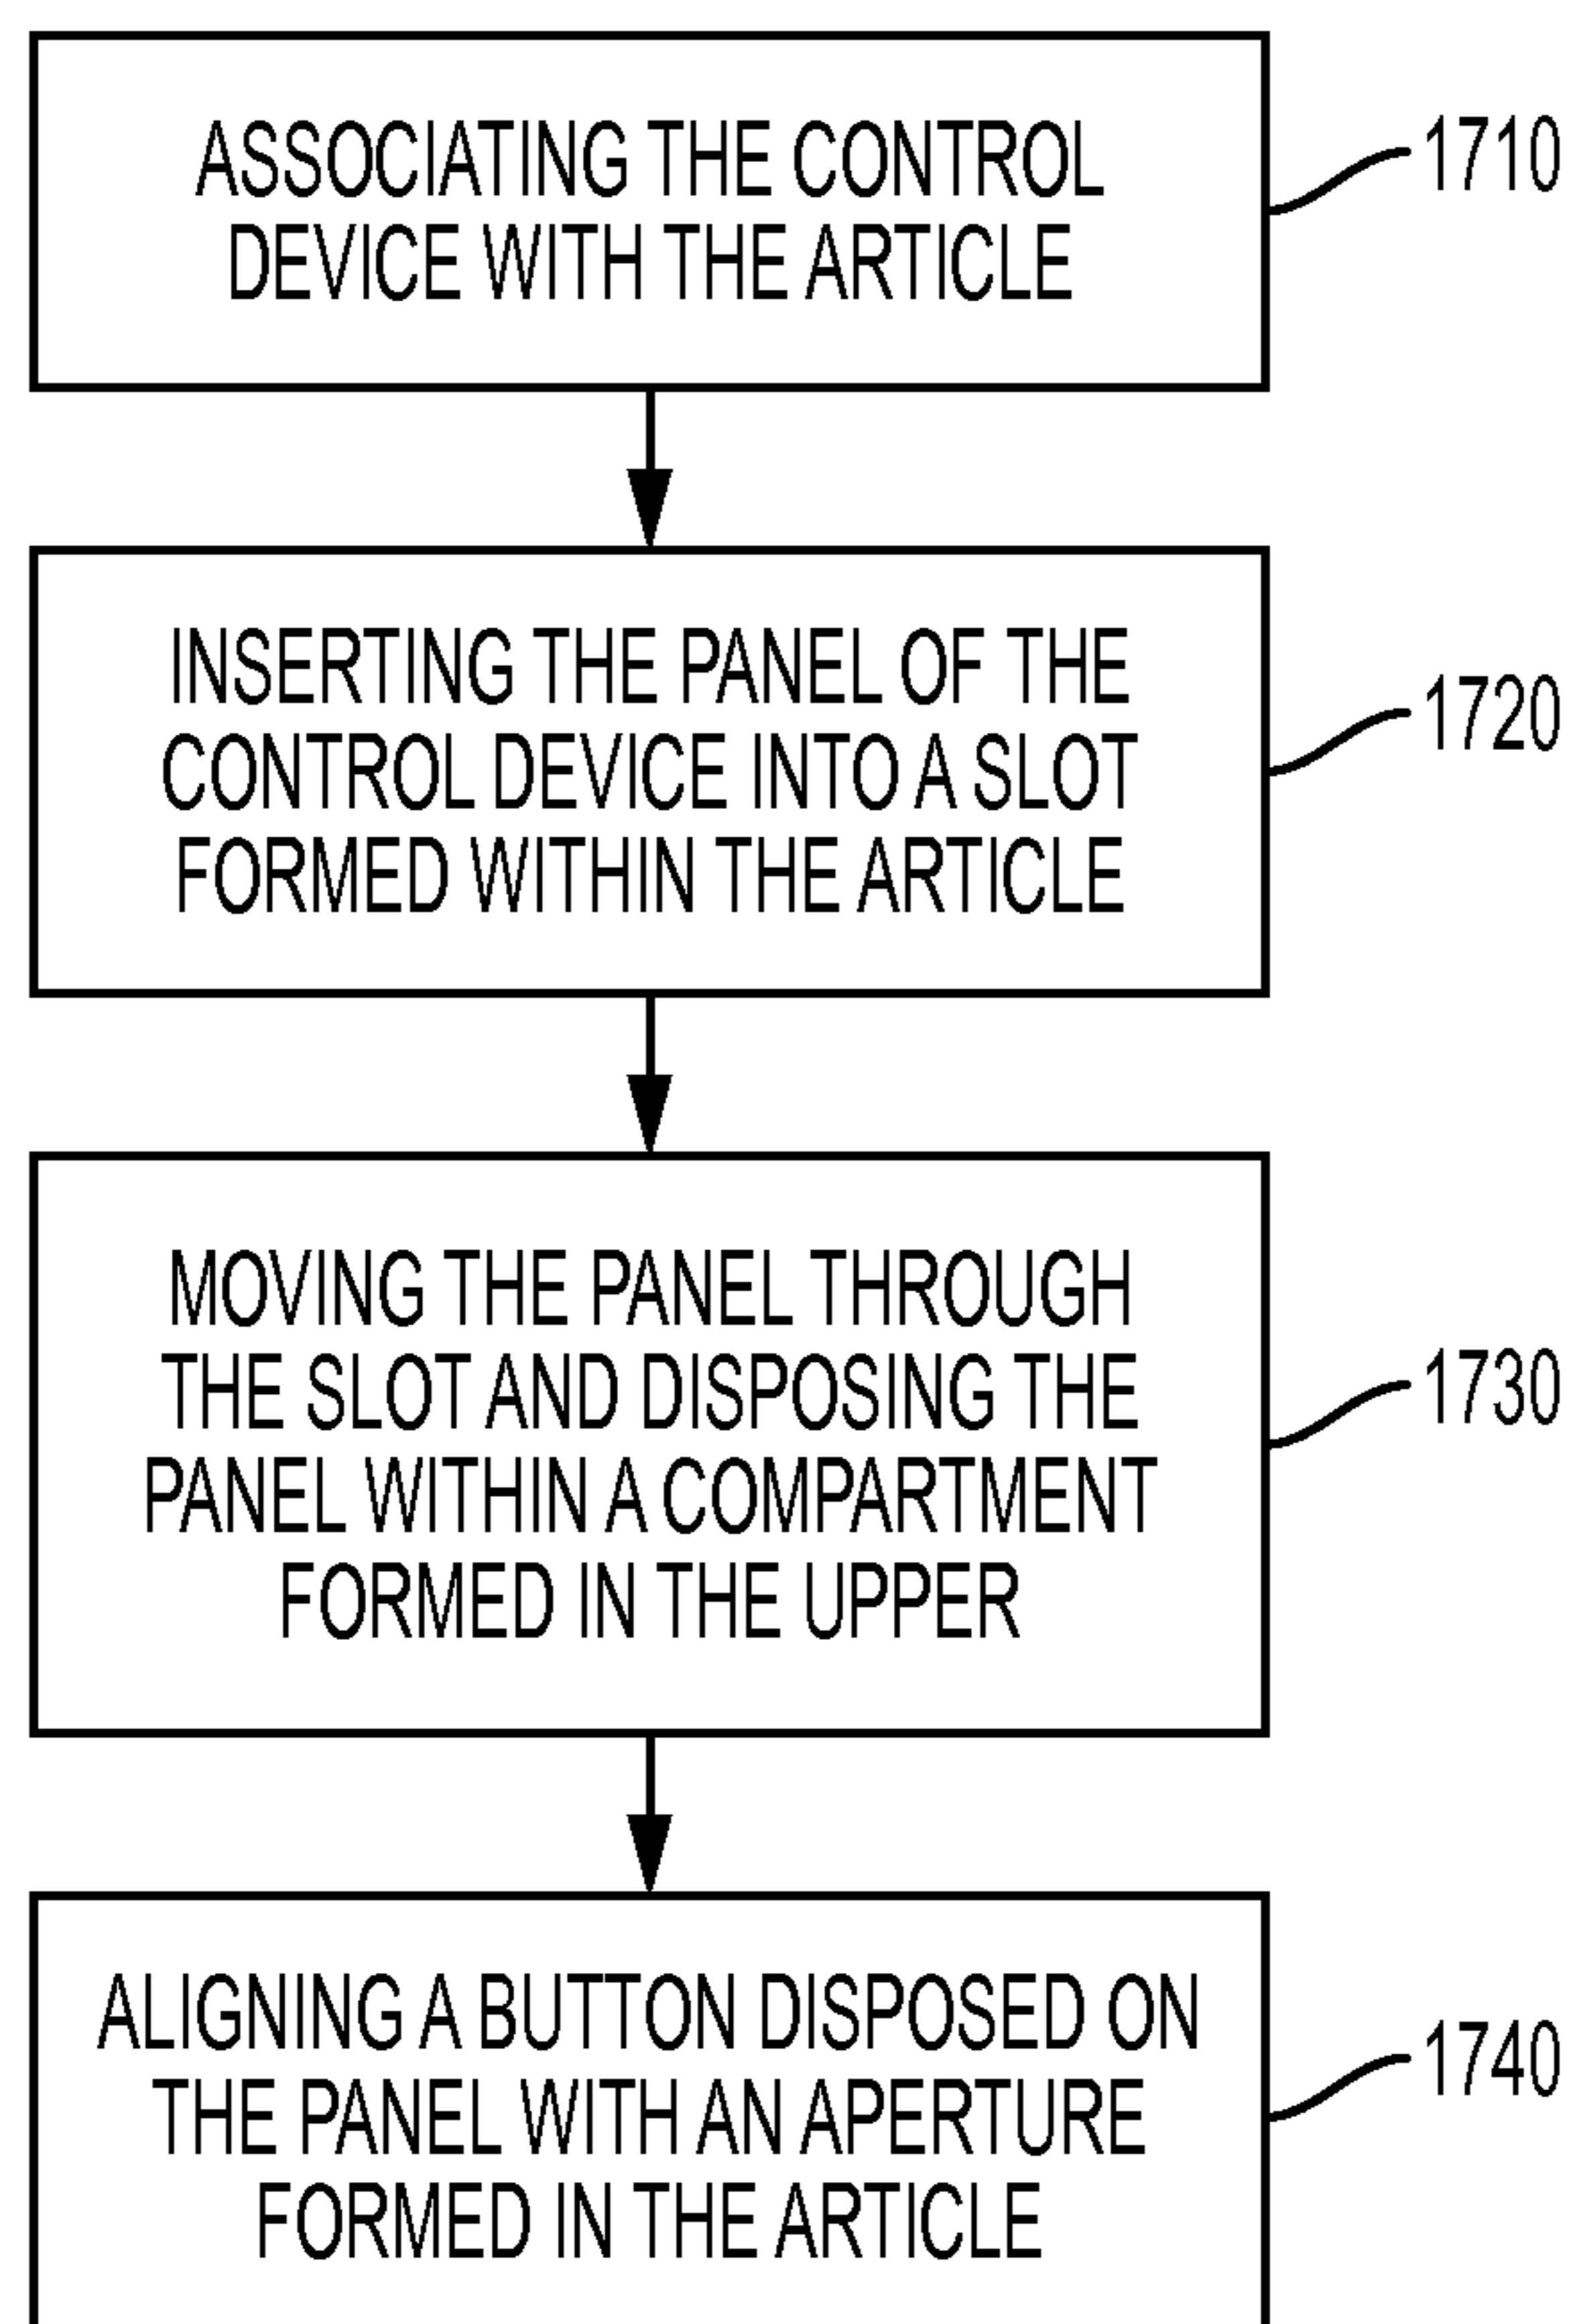 ASSOCIATING THE CONTROL
DEVICE WITH THE ARTICLE
1710
INSERTING THE PANEL OF THE
CONTROL DEVICE INTO A SLOT
FORMED WITHIN THE ARTICLE
1720
MOVING THE PANEL THROUGH
THE SLOT AND DISPOSING THE
PANEL WITHIN A COMPARTMENT
FORMED IN THE UPPER
1730
ALIGNING A BUTTON DISPOSED ON
THE PANEL WITH AN APERTURE
FORMED IN THE ARTICLE
1740